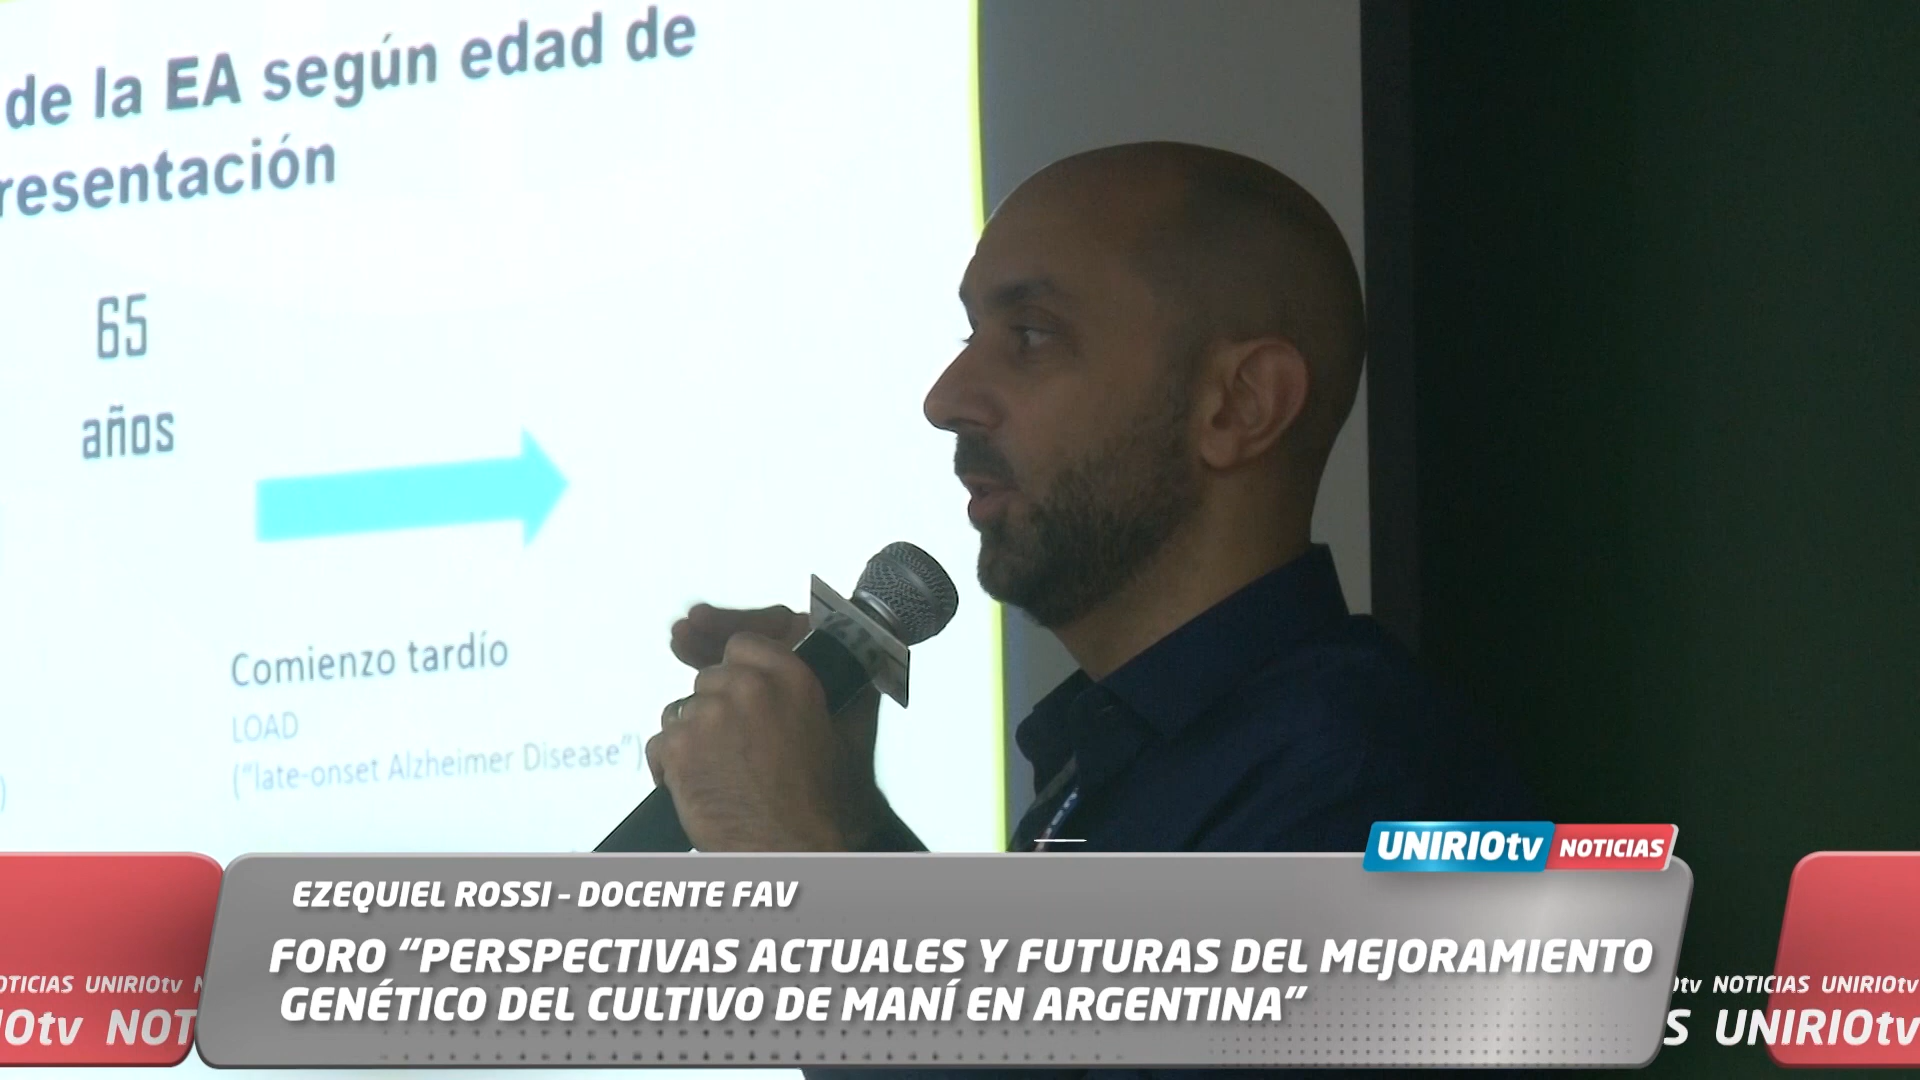 de la EA según edad de
resentación
65
años
Comienzo tardío
LOAD
("late-onset Alzheimer Disease")
)
UNIRIOtv NOTICIAS
EZEQUIEL ROSSI - DOCENTE FAV
FORO “PERSPECTIVAS ACTUALES Y FUTURAS DEL MEJORAMIENTO
GENÉTICO DEL CULTIVO DE MANÍ EN ARGENTINA”
OTICIAS UNIRIOtv N
IOtv NOT
Otv NOTICIAS UNIRIOtv
S UNIRIOtv